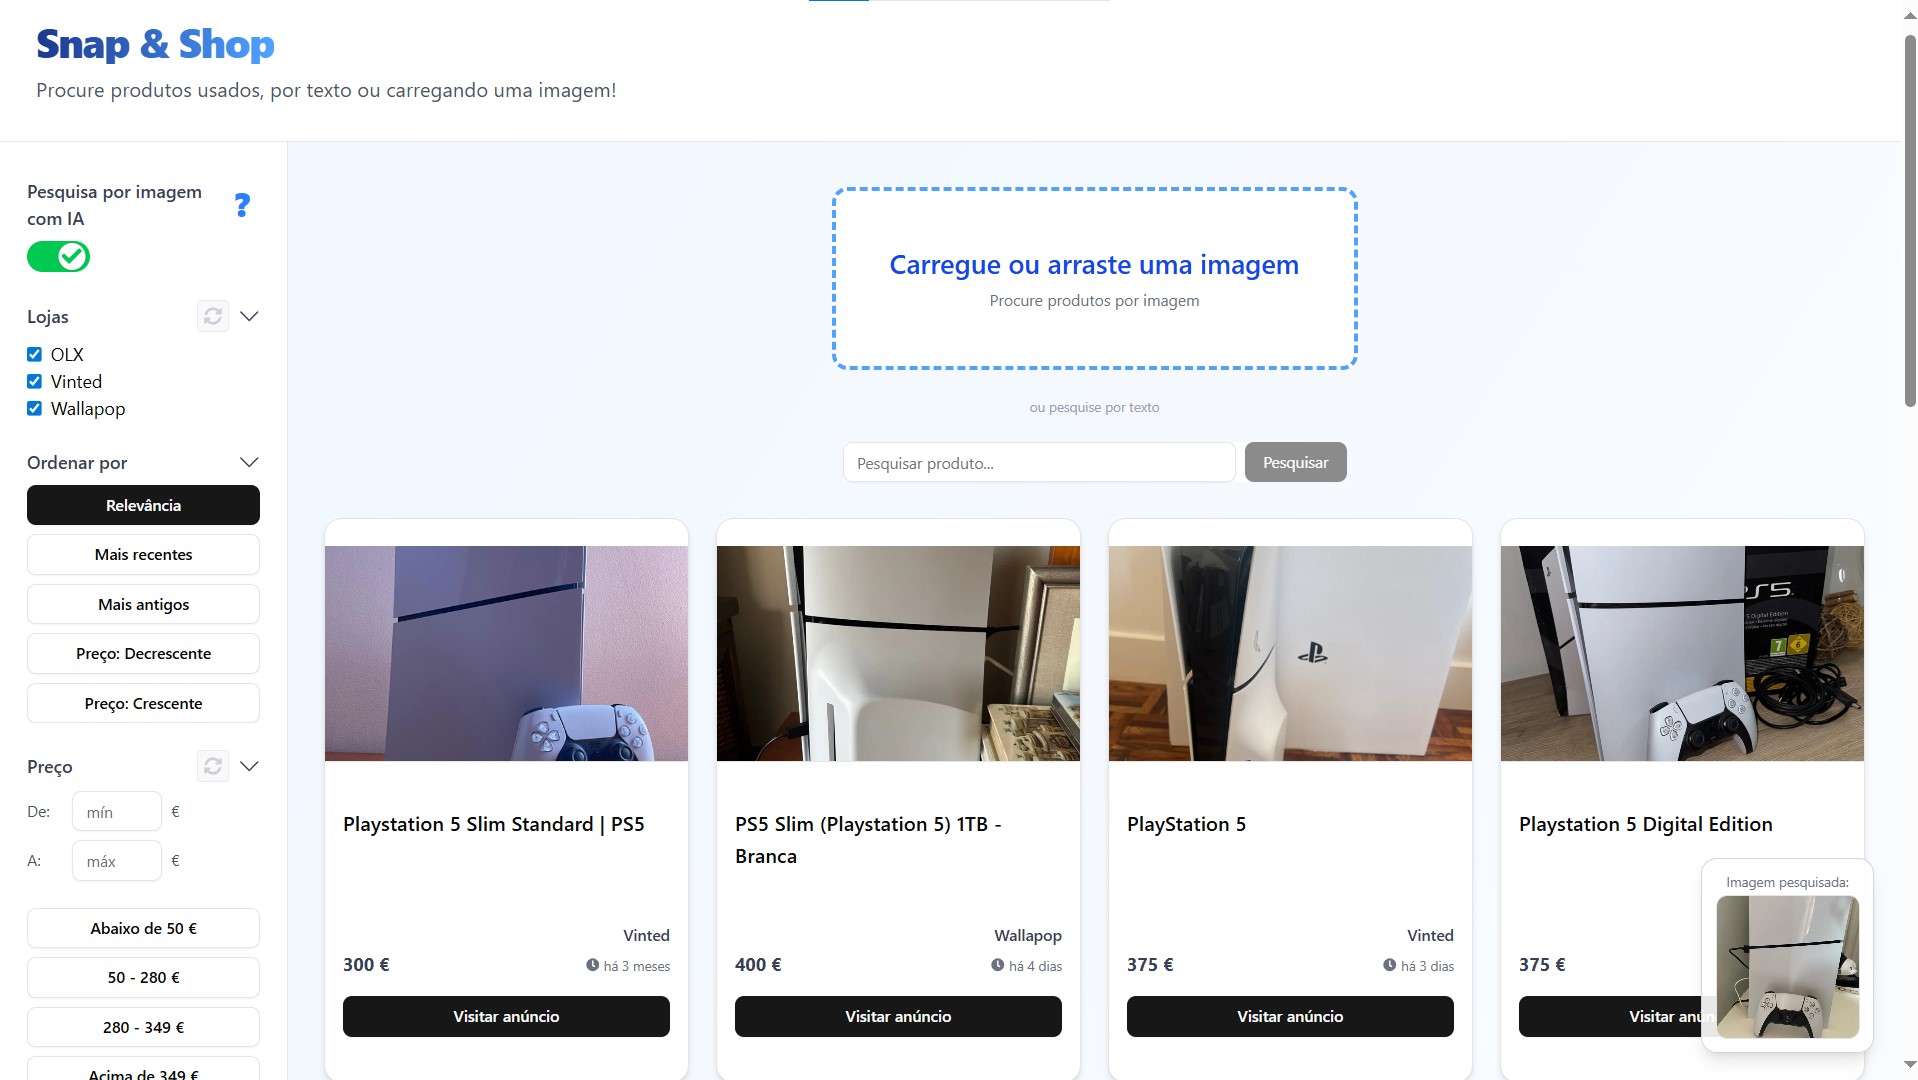 Snap & Shop
Procure produtos usados, por texto ou carregando uma imagem!
Pesquisa por imagem
com IA
?
Lojas
OLX
Vinted
Wallapop
Ordenar por
Relevância
Mais recentes
Mais antigos
Preço: Decrescente
Preço: Crescente
Preço
De: mín €
A: máx €
Abaixo de 50 €
50 - 280 €
280 - 349 €
Acima de 349 €
Carregue ou arraste uma imagem
Procure produtos por imagem
ou pesquise por texto
Pesquisar produto...
Pesquisar
Playstation 5 Slim Standard | PS5
Vinted
300 €
há 3 meses
Visitar anúncio
PS5 Slim (Playstation 5) 1TB -
Branca
Wallapop
400 €
há 4 dias
Visitar anúncio
PlayStation 5
Vinted
375 €
há 3 dias
Visitar anúncio
PS5
7
6
Playstation 5 Digital Edition
375 €
Visitar anún
Imagem pesquisada: